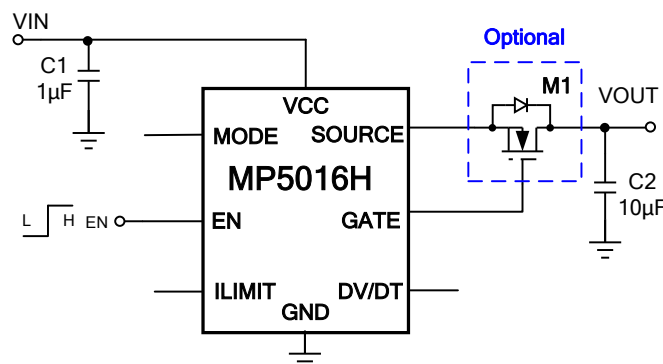 VIN
Optional
C1
1µF
M1
VOUT
VCC
MODE
SOURCE
MP5016H
C2
10µF
L
H
EN
EN
GATE
ILIMIT
DV/DT
GND